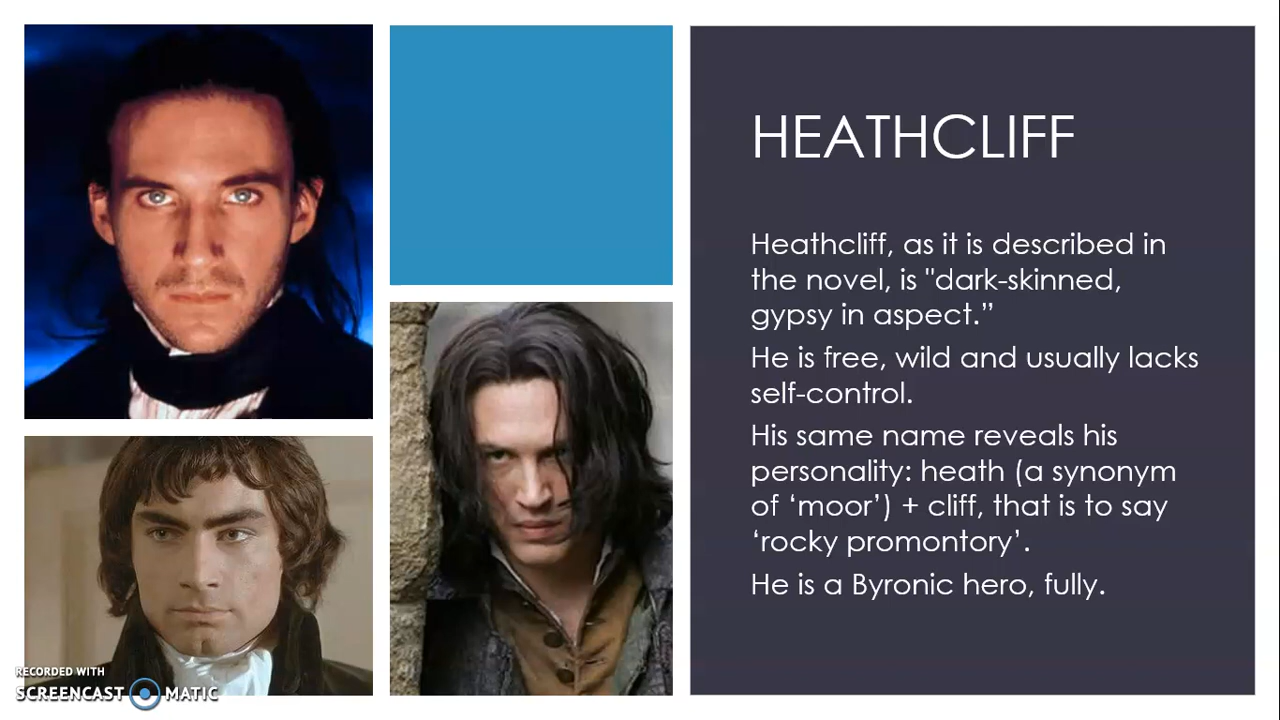 HEATHCLIFF
Heathcliff, as it is described in
the novel, is "dark-skinned,
gypsy in aspect.”
He is free, wild and usually lacks
self-control.
His same name reveals his
personality: heath (a synonym
of ‘moor’) + cliff, that is to say
‘rocky promontory’.
He is a Byronic hero, fully.
RECORDED WITH
SCREENCAST MATIC